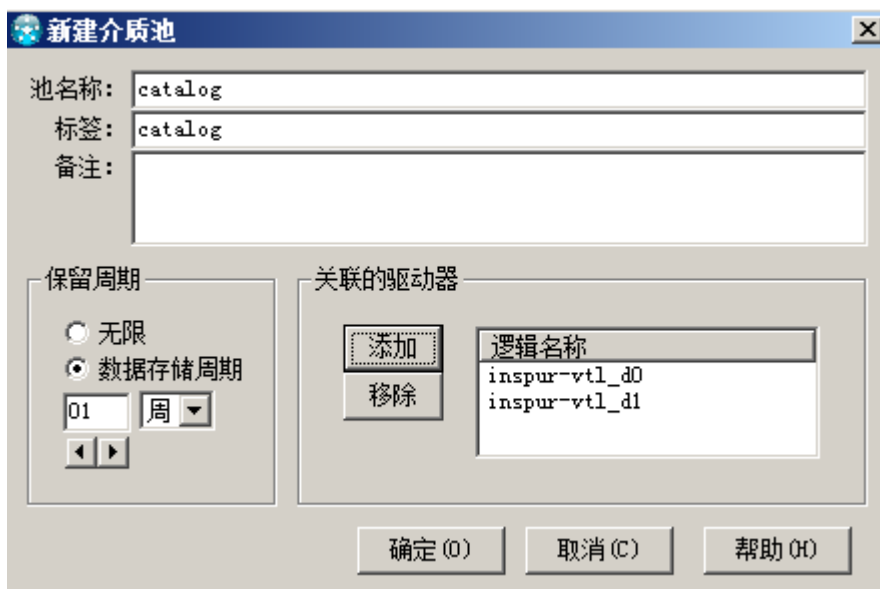 新建介质池
池名称: catalog
标签: catalog
备注:
保留周期
无限
数据存储周期
01 周
关联的驱动器
添加
移除
逻辑名称
inspur-vtl_d0
inspur-vtl_d1
确定(O) 取消(C) 帮助(H)